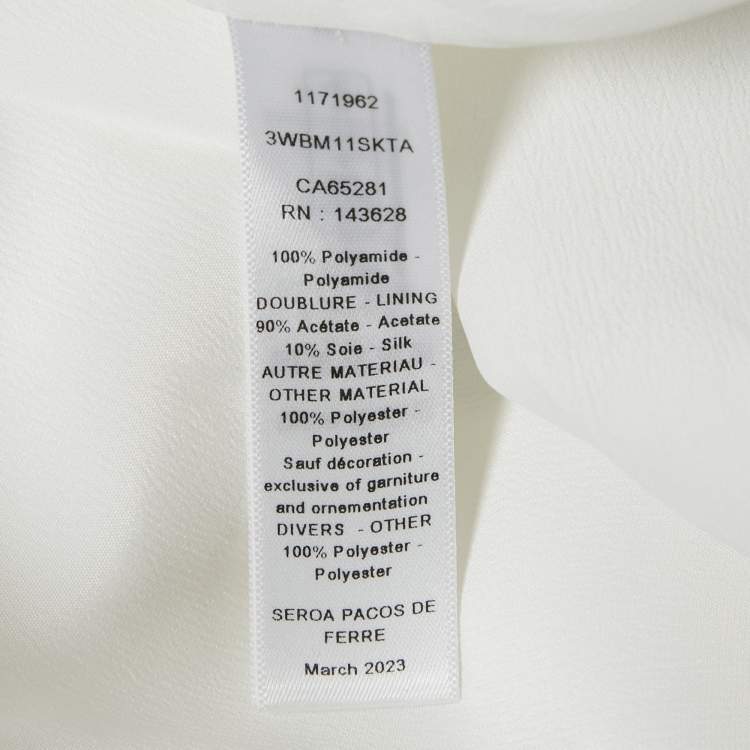 1171962
3WBM11SKTA
CA65281
RN : 143628
100% Polyamide -
Polyamide
DOUBLURE - LINING
90% Acétate - Acetate
10% Soie - Silk
AUTRE MATERIAU -
OTHER MATERIAL
100% Polyester -
Polyester
Sauf décoration -
exclusive of garniture
and ornementation
DIVERS - OTHER
100% Polyester -
Polyester
SEROA PACOS DE
FERRE
March 2023